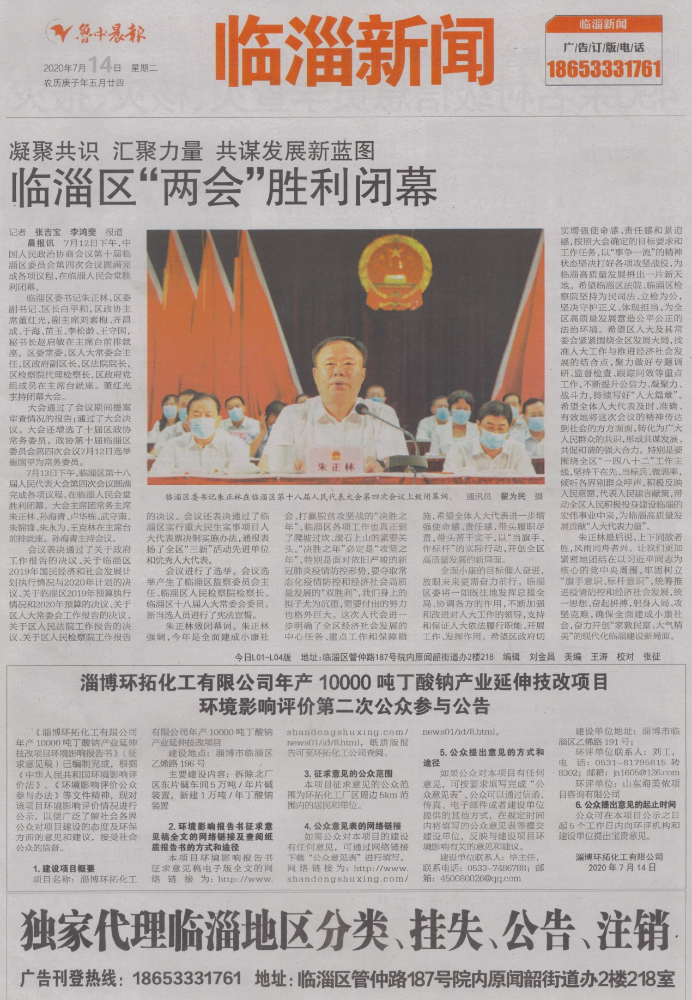 鲁中晨报
2020年7月14日 星期二
农历庚子年五月廿四
临淄新闻
临淄新闻
广/告/订/版/电/话
18653331761
凝聚共识 汇聚力量 共谋发展新蓝图
临淄区“两会”胜利闭幕
记者 张吉宝 李鸿斐 报道
晨报讯 7月12日下午,中
国人民政治协商会议第十届临
淄区委员会第四次会议圆满完
成各项议程,在临淄人民会堂胜
利闭幕。
临淄区委书记朱正林,区委
副书记、区长白平和,区政协主
席董红光,副主席刘素梅、齐昌
成、于海、苗玉、李松龄、王守国,
秘书长赵启敏在主席台前排就
座。区委常委,区人大常委会主
任,区政府副区长,区法院院长,
区检察院代理检察长,区政府党
组成员在主席台就座。董红光
主持闭幕大会。
大会通过了会议期间提案
审查情况的报告;通过了大会决
议。大会还增选了十届区政协
常务委员。政协第十届临淄区
委员会第四次会议7月12日选举
崔国平为常务委员。
7月13日下午,临淄区第十八
届人民代表大会第四次会议圆满
完成各项议程,在临淄人民会堂
胜利闭幕。大会主席团常务主席
朱正林、孙海青、卢华栋、武守南、
朱锦锋、朱永为、王克林在主席台
前排就座。孙海青主持会议。
会议表决通过了关于政府
工作报告的决议、关于临淄区
2019年国民经济和社会发展计
划执行情况与2020年计划的决
议、关于临淄区2019年预算执行
情况和2020年预算的决议、关于
区人大常委会工作报告的决议、
关于区人民法院工作报告的决
议、关于区人民检察院工作报告
朱正林
临淄区委书记朱正林在临淄区第十八届人民代表大会第四次会议上致闭幕词。 通讯员 翟为民 摄
的决议。会议还表决通过了临
淄区实行重大民生实事项目人
大代表票决制实施办法,通报表
扬了全区“三新”活动先进单位
和优秀人大代表。
会议进行了选举。会议选
举产生了临淄区监察委员会主
任、临淄区人民检察院检察长、
临淄区十八届人大常委会委员。
新当选人员进行了宪法宣誓。
朱正林致闭幕词。朱正林
强调,今年是全面建成小康社
会、打赢脱贫攻坚战的“决胜之
年”,临淄区各项工作也真正到
了爬坡过坎、滚石上山的紧要关
头。“决胜之年”必定是“攻坚之
年”,特别是面对依旧严峻的新
冠肺炎疫情防控形势,要夺取常
态化疫情防控和经济社会高质
量发展的“双胜利”,我们身上的
担子尤为沉重,需要付出的努力
也格外巨大。这次人代会进一
步明确了全区经济社会发展的
中心任务、重点工作和保障措
施,希望全体人大代表进一步增
强使命感、责任感,带头履职尽
责,带头苦干实干,以“当旗手、
作标杆”的实际行动,开创全区
高质量发展的新局面。
全面小康的目标催人奋进,
放眼未来更需奋力前行。临淄
区委将一如既往地发挥总揽全
局、协调各方的作用,不断加强
和改进对人大工作的领导,支持
和保证人大依法履行职能、开展
工作、发挥作用。希望区政府切
实增强使命感、责任感和紧迫
感,按照大会确定的目标要求和
工作任务,以“事争一流”的精神
状态坚决打好各项攻坚战役,为
临淄高质量发展拼出一片新天
地。希望临淄区法院、临淄区检
察院坚持为民司法、立检为公,
坚决守护正义、体现担当,为全
区高质量发展营造公平公正的
法治环境。希望区人大及其常
委会紧紧围绕全区发展大局,找
准人大工作与推进经济社会发
展的结合点,聚力做好专题调
研、监督检查、跟踪问效等重点
工作,不断提升公信力、凝聚力、
战斗力,持续写好“人大篇章”。
希望全体人大代表及时、准确、
有效地将这次会议的精神传达
到社会的方方面面,转化为广大
人民群众的共识,形成共谋发展、
共促和谐的强大合力。特别是要
围绕全区“一四八十二”工作主
线,坚持干在先、当标兵、做表率,
倾听各界别群众呼声,积极反映
人民意愿,代表人民建言献策,带
动全区人民积极投身建设临淄的
宏伟事业中来,为临淄高质量发
展贡献“人大代表力量”。
朱正林最后说,上下同欲者
胜,风雨同舟者兴。让我们更加
紧密地团结在以习近平同志为
核心的党中央周围,牢固树立
“旗手意识、标杆意识”,统筹推
进疫情防控和经济社会发展,统
一思想、奋起拼搏,躬身入局、攻
坚克难,确保全面建成小康社
会,奋力开创“家敦民富、大气精
美”的现代化临淄建设新局面。
今日L01-L04版 地址:临淄区管仲路187号院内原闻韶街道办2楼218 编辑 刘金昌 美编 王涛 校对 张征
淄博环拓化工有限公司年产 10000 吨丁酸钠产业延伸技改项目
环境影响评价第二次公众参与公告
《淄博环拓化工有限公司
年产 10000 吨丁酸钠产业延伸
技改项目环境影响报告书》（征
求意见稿）已编制完成，根据
《中华人民共和国环境影响评
价法》、《环境影响评价公众
参与办法》等文件精神，现对
该项目环境影响评价情况进行
公示，以便广泛了解社会各界
公众对项目建设的态度及环保
方面的意见和建议，接受社会
公众的监督。
1. 建设项目概要
项目名称：淄博环拓化工
有限公司年产 10000 吨丁酸钠
产业延伸技改项目
建设地点：淄博市临淄区
乙烯路 196 号
主要建设内容：拆除北厂
区东片碱车间 5 万吨 / 年片碱
装置，新建 1 万吨 / 年丁酸钠
装置
2. 环境影响报告书征求意
见稿全文的网络链接及查阅纸
质报告书的方式和途径
本项目环境影响报告书
征求意见稿电子版全文的网
络链接为：http://www.
shandongshuxing.com/
news01/id/8.html，纸质版报
告可至环拓化工公司查阅。
3. 征求意见的公众范围
本项目征求意见的公众范
围为环拓化工厂区周边 5km 范
围内的居民和单位。
4. 公众意见表的网络链接
如果公众对本项目的建设
有任何意见，可通过网络链接
下载“公众意见表”进行填写，
网络链接为：http://www.
shandongshuxing.com/
news01/id/8.html。
5. 公众提出意见的方式和
途径
如果公众对本项目有任何
意见，可按要求填写完成“公
众意见表”，公众可以通过信函、
传真、电子邮件或者建设单位
提供的其他方式，在规定时间
内将填写的公众意见表等提交
建设单位，反映与建设项目环
境影响有关的意见和建议。
建设单位联系人：毕主任，
联系电话：0533-7486788；邮
箱：450080026@qq.com
建设单位地址：淄博市临
淄区乙烯路 191 号；
环评单位联系人：刘工，
电话：0531-81795815 转
8302；邮箱：jn1605@126.com
环评单位：山东海美侬项
目咨询有限公司
6. 公众提出意见的起止时间
公众可在本项目公示之日
起 5 个工作日内向环评机构和
建设单位提出宝贵意见。
淄博环拓化工有限公司
2020 年 7 月 14 日
独家代理临淄地区分类、挂失、公告、注销
广告刊登热线：18653331761 地址：临淄区管仲路187号院内原闻韶街道办2楼218室